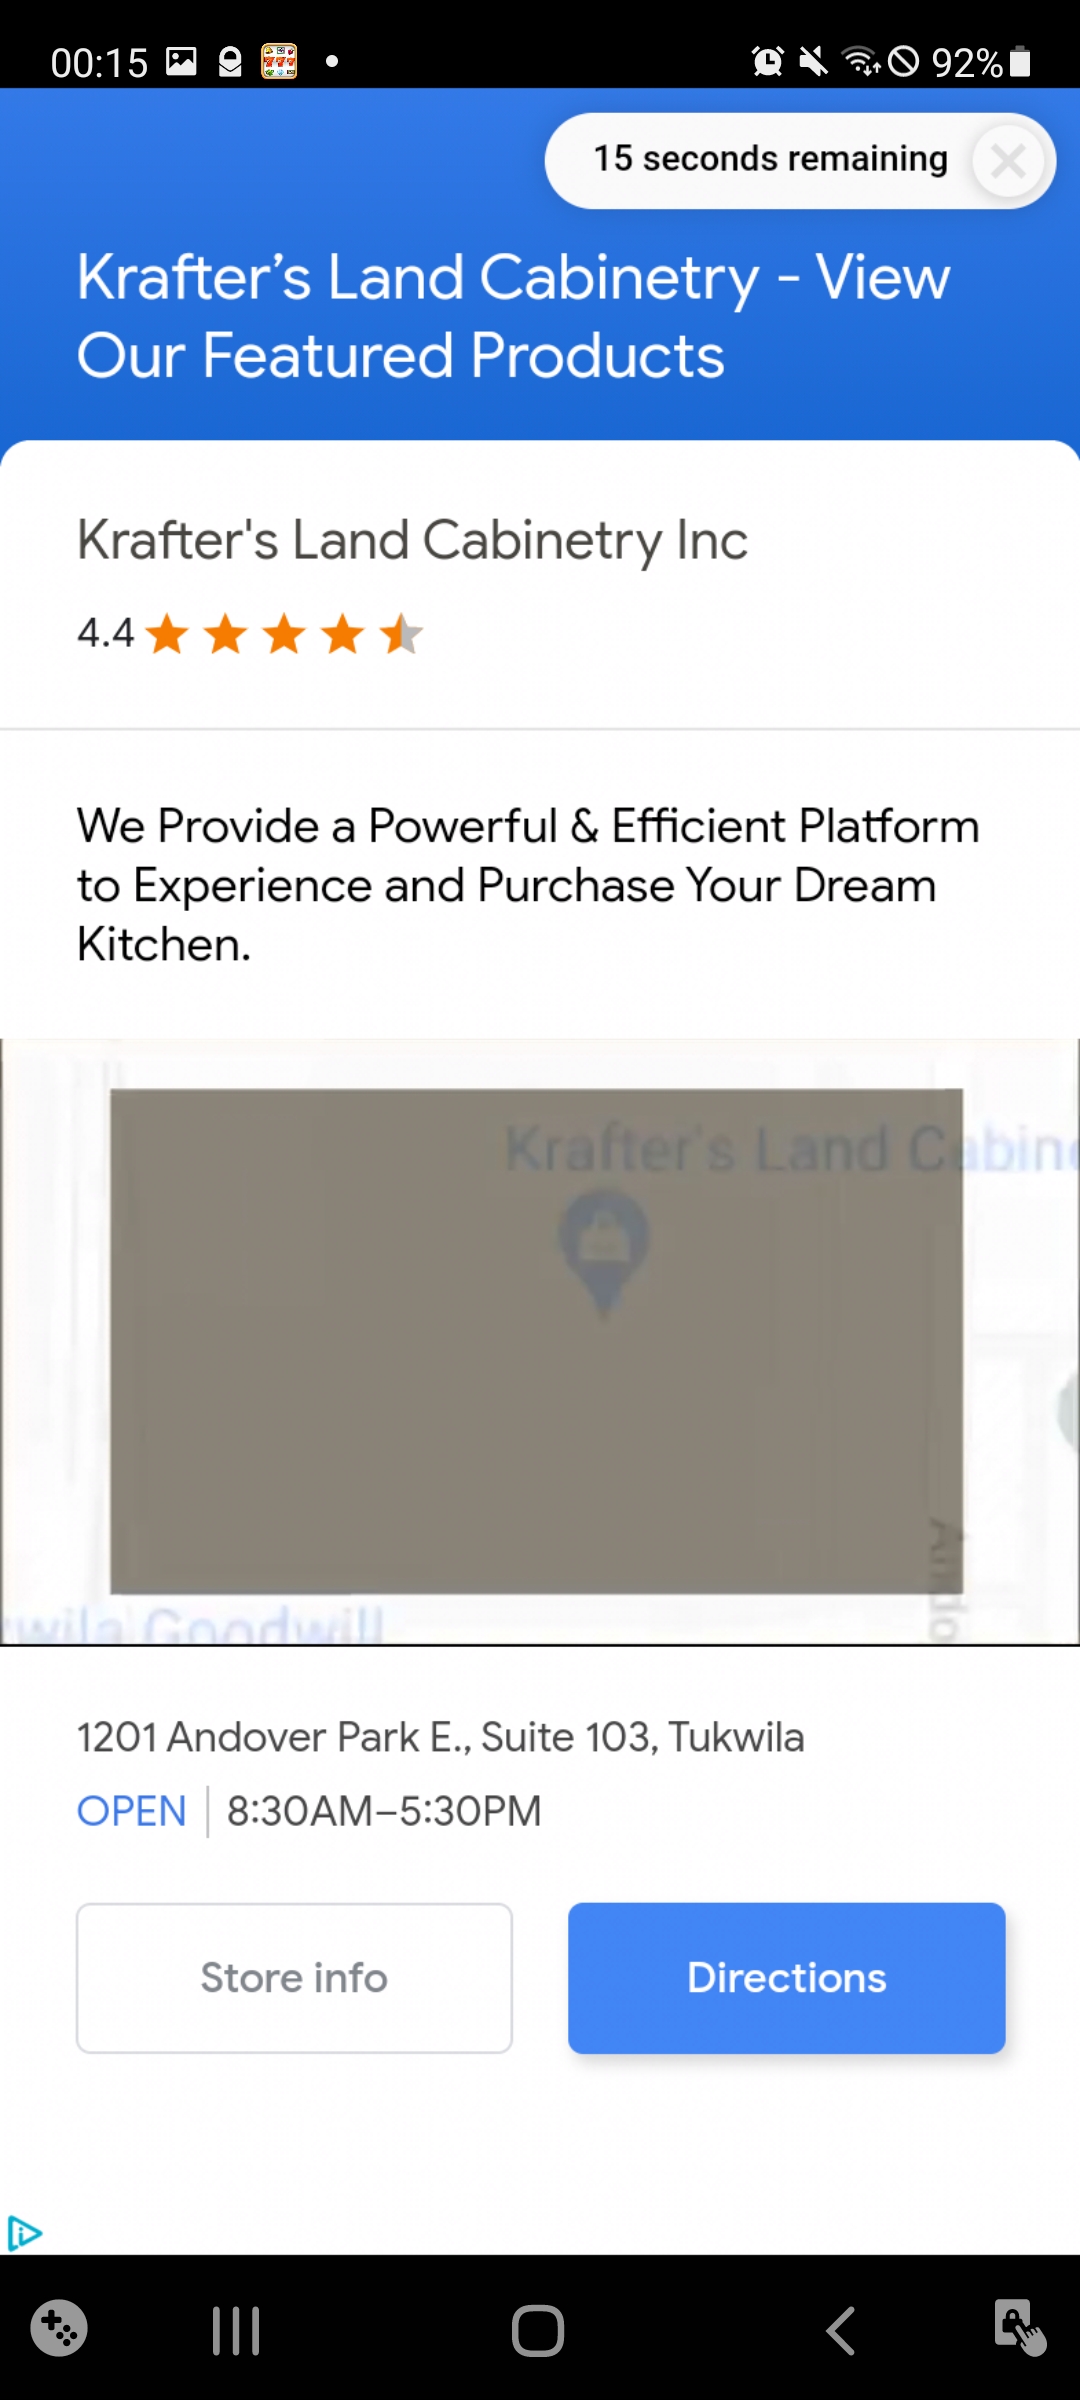 00:15
92%
15 seconds remaining
Krafter’s Land Cabinetry - View
Our Featured Products
Krafter's Land Cabinetry Inc
4.4
We Provide a Powerful & Efficient Platform
to Experience and Purchase Your Dream
Kitchen.
Krafter's Land Cabin
wila Goodwill
Ando
1201 Andover Park E., Suite 103, Tukwila
OPEN 8:30AM–5:30PM
Store info
Directions